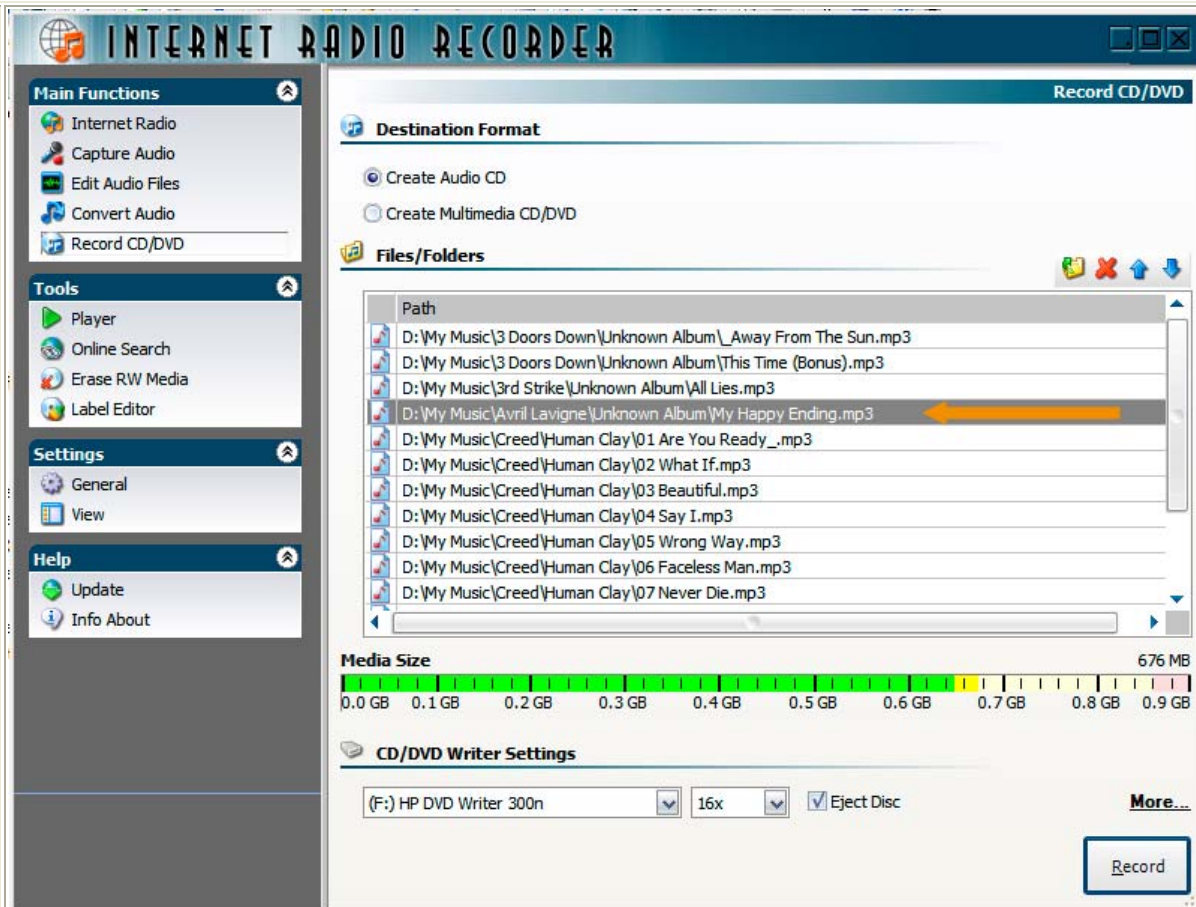 INTERNET RADIO RECORDER
Main Functions
Internet Radio
Capture Audio
Edit Audio Files
Convert Audio
Record CD/DVD
Tools
Player
Online Search
Erase RW Media
Label Editor
Settings
General
View
Help
Update
Info About
Record CD/DVD
Destination Format
Create Audio CD
Create Multimedia CD/DVD
Files/Folders
Path
D:\My Music\3 Doors Down\Unknown Album\_Away From The Sun.mp3
D:\My Music\3 Doors Down\Unknown Album\This Time (Bonus).mp3
D:\My Music\3rd Strike\Unknown Album\All Lies.mp3
D:\My Music\Avril Lavigne\Unknown Album\My Happy Ending.mp3
D:\My Music\Creed\Human Clay\01 Are You Ready_.mp3
D:\My Music\Creed\Human Clay\02 What If.mp3
D:\My Music\Creed\Human Clay\03 Beautiful.mp3
D:\My Music\Creed\Human Clay\04 Say I.mp3
D:\My Music\Creed\Human Clay\05 Wrong Way.mp3
D:\My Music\Creed\Human Clay\06 Faceless Man.mp3
D:\My Music\Creed\Human Clay\07 Never Die.mp3
Media Size 676 MB
0.0 GB 0.1 GB 0.2 GB 0.3 GB 0.4 GB 0.5 GB 0.6 GB 0.7 GB 0.8 GB 0.9 GB
CD/DVD Writer Settings
(F:) HP DVD Writer 300n 16x Eject Disc More...
Record